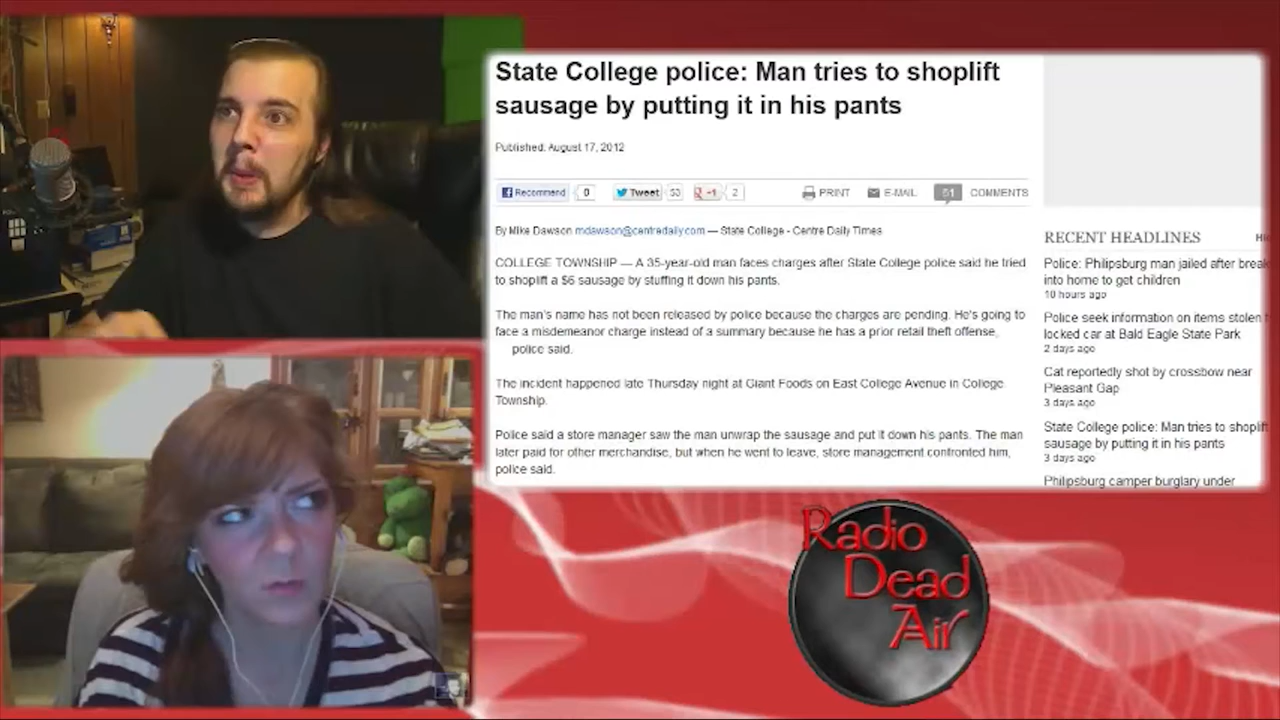 State College police: Man tries to shoplift
sausage by putting it in his pants
Published: August 17, 2012
Recommend 0 Tweet 53 +1 2 PRINT E-MAIL 51 COMMENTS
By Mike Dawson mdawson@centredaily.com — State College - Centre Daily Times
COLLEGE TOWNSHIP — A 35-year-old man faces charges after State College police said he tried
to shoplift a $6 sausage by stuffing it down his pants.
The man's name has not been released by police because the charges are pending. He's going to
face a misdemeanor charge instead of a summary because he has a prior retail theft offense,
police said.
The incident happened late Thursday night at Giant Foods on East College Avenue in College
Township.
Police said a store manager saw the man unwrap the sausage and put it down his pants. The man
later paid for other merchandise, but when he went to leave, store management confronted him,
police said.
RECENT HEADLINES
Police: Philipsburg man jailed after break-
into home to get children
10 hours ago
Police seek information on items stolen
locked car at Bald Eagle State Park
2 days ago
Cat reportedly shot by crossbow near
Pleasant Gap
3 days ago
State College police: Man tries to shoplift
sausage by putting it in his pants
3 days ago
Philipsburg camper burglary under
Radio
Dead
Air